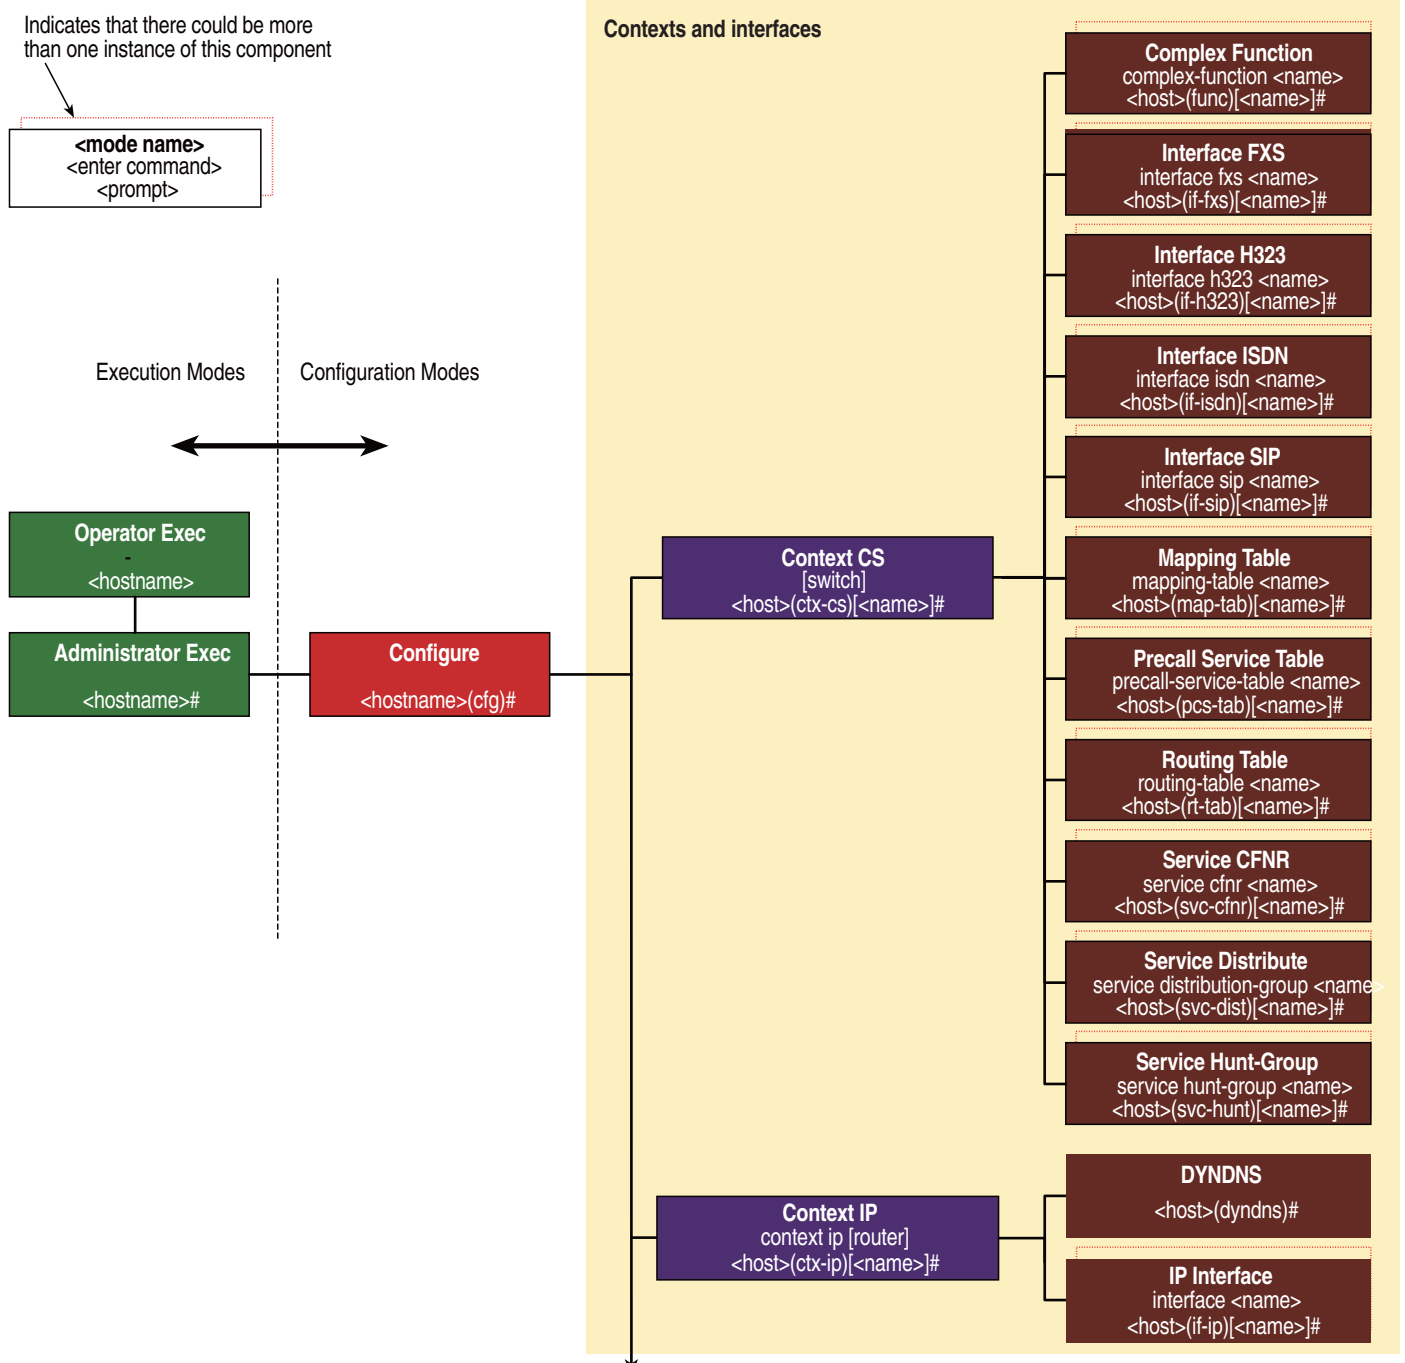 Indicates that there could be more
than one instance of this component
<mode name>
<enter command>
<prompt>
Execution Modes
Configuration Modes
Operator Exec
-
<hostname>
Administrator Exec
<hostname>#
Configure
<hostname>(cfg)#
Contexts and interfaces
Context CS
[switch]
<host>(ctx-cs)[<name>]#
Complex Function
complex-function <name>
<host>(func)[<name>]#
Interface FXS
interface fxs <name>
<host>(if-fxs)[<name>]#
Interface H323
interface h323 <name>
<host>(if-h323)[<name>]#
Interface ISDN
interface isdn <name>
<host>(if-isdn)[<name>]#
Interface SIP
interface sip <name>
<host>(if-sip)[<name>]#
Mapping Table
mapping-table <name>
<host>(map-tab)[<name>]#
Precall Service Table
precall-service-table <name>
<host>(pcs-tab)[<name>]#
Routing Table
routing-table <name>
<host>(rt-tab)[<name>]#
Service CFNR
service cfnr <name>
<host>(svc-cfnr)[<name>]#
Service Distribute
service distribution-group <name>
<host>(svc-dist)[<name>]#
Service Hunt-Group
service hunt-group <name>
<host>(svc-hunt)[<name>]#
Context IP
context ip [router]
<host>(ctx-ip)[<name>]#
DYNDNS
<host>(dyndns)#
IP Interface
interface <name>
<host>(if-ip)[<name>]#